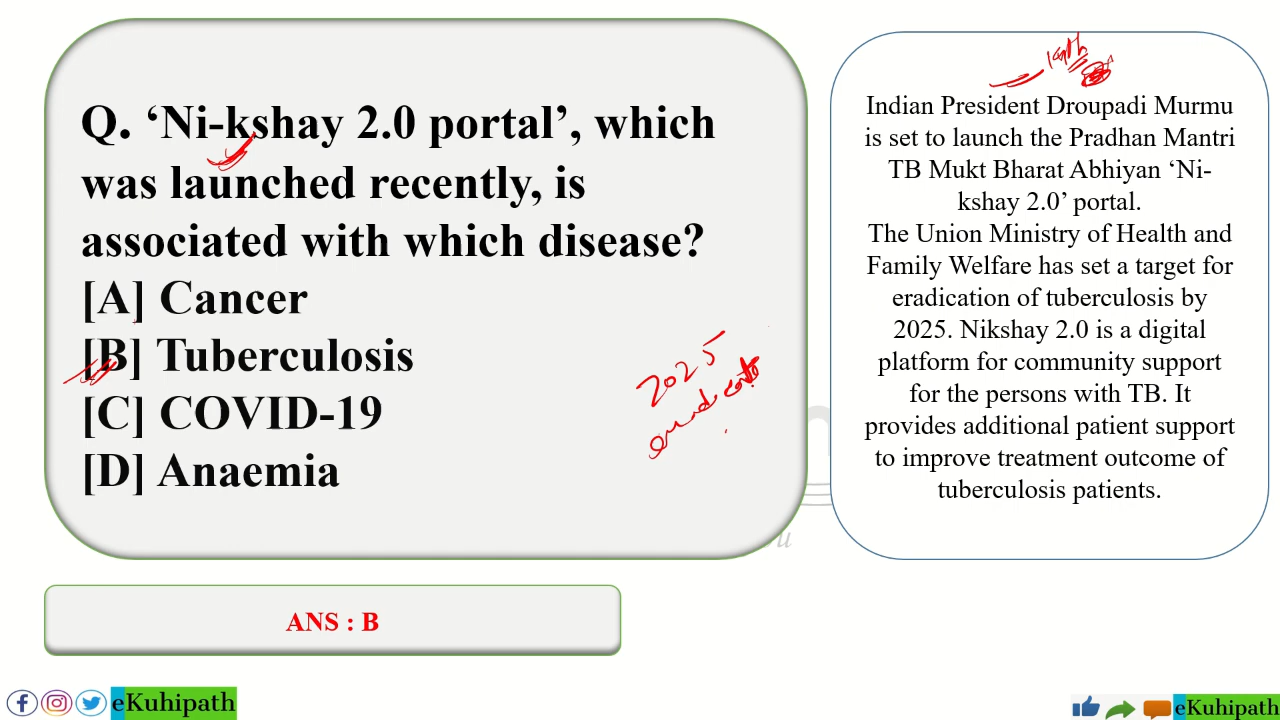 Q. ‘Ni-kshay 2.0 portal’, which
was launched recently, is
associated with which disease?
[A] Cancer
[B] Tuberculosis
[C] COVID-19
[D] Anaemia
2025
eradicate
ANS : B
Indian President Droupadi Murmu
is set to launch the Pradhan Mantri
TB Mukt Bharat Abhiyan ‘Ni-
kshay 2.0’ portal.
The Union Ministry of Health and
Family Welfare has set a target for
eradication of tuberculosis by
2025. Nikshay 2.0 is a digital
platform for community support
for the persons with TB. It
provides additional patient support
to improve treatment outcome of
tuberculosis patients.
eKuhipath
eKuhipath